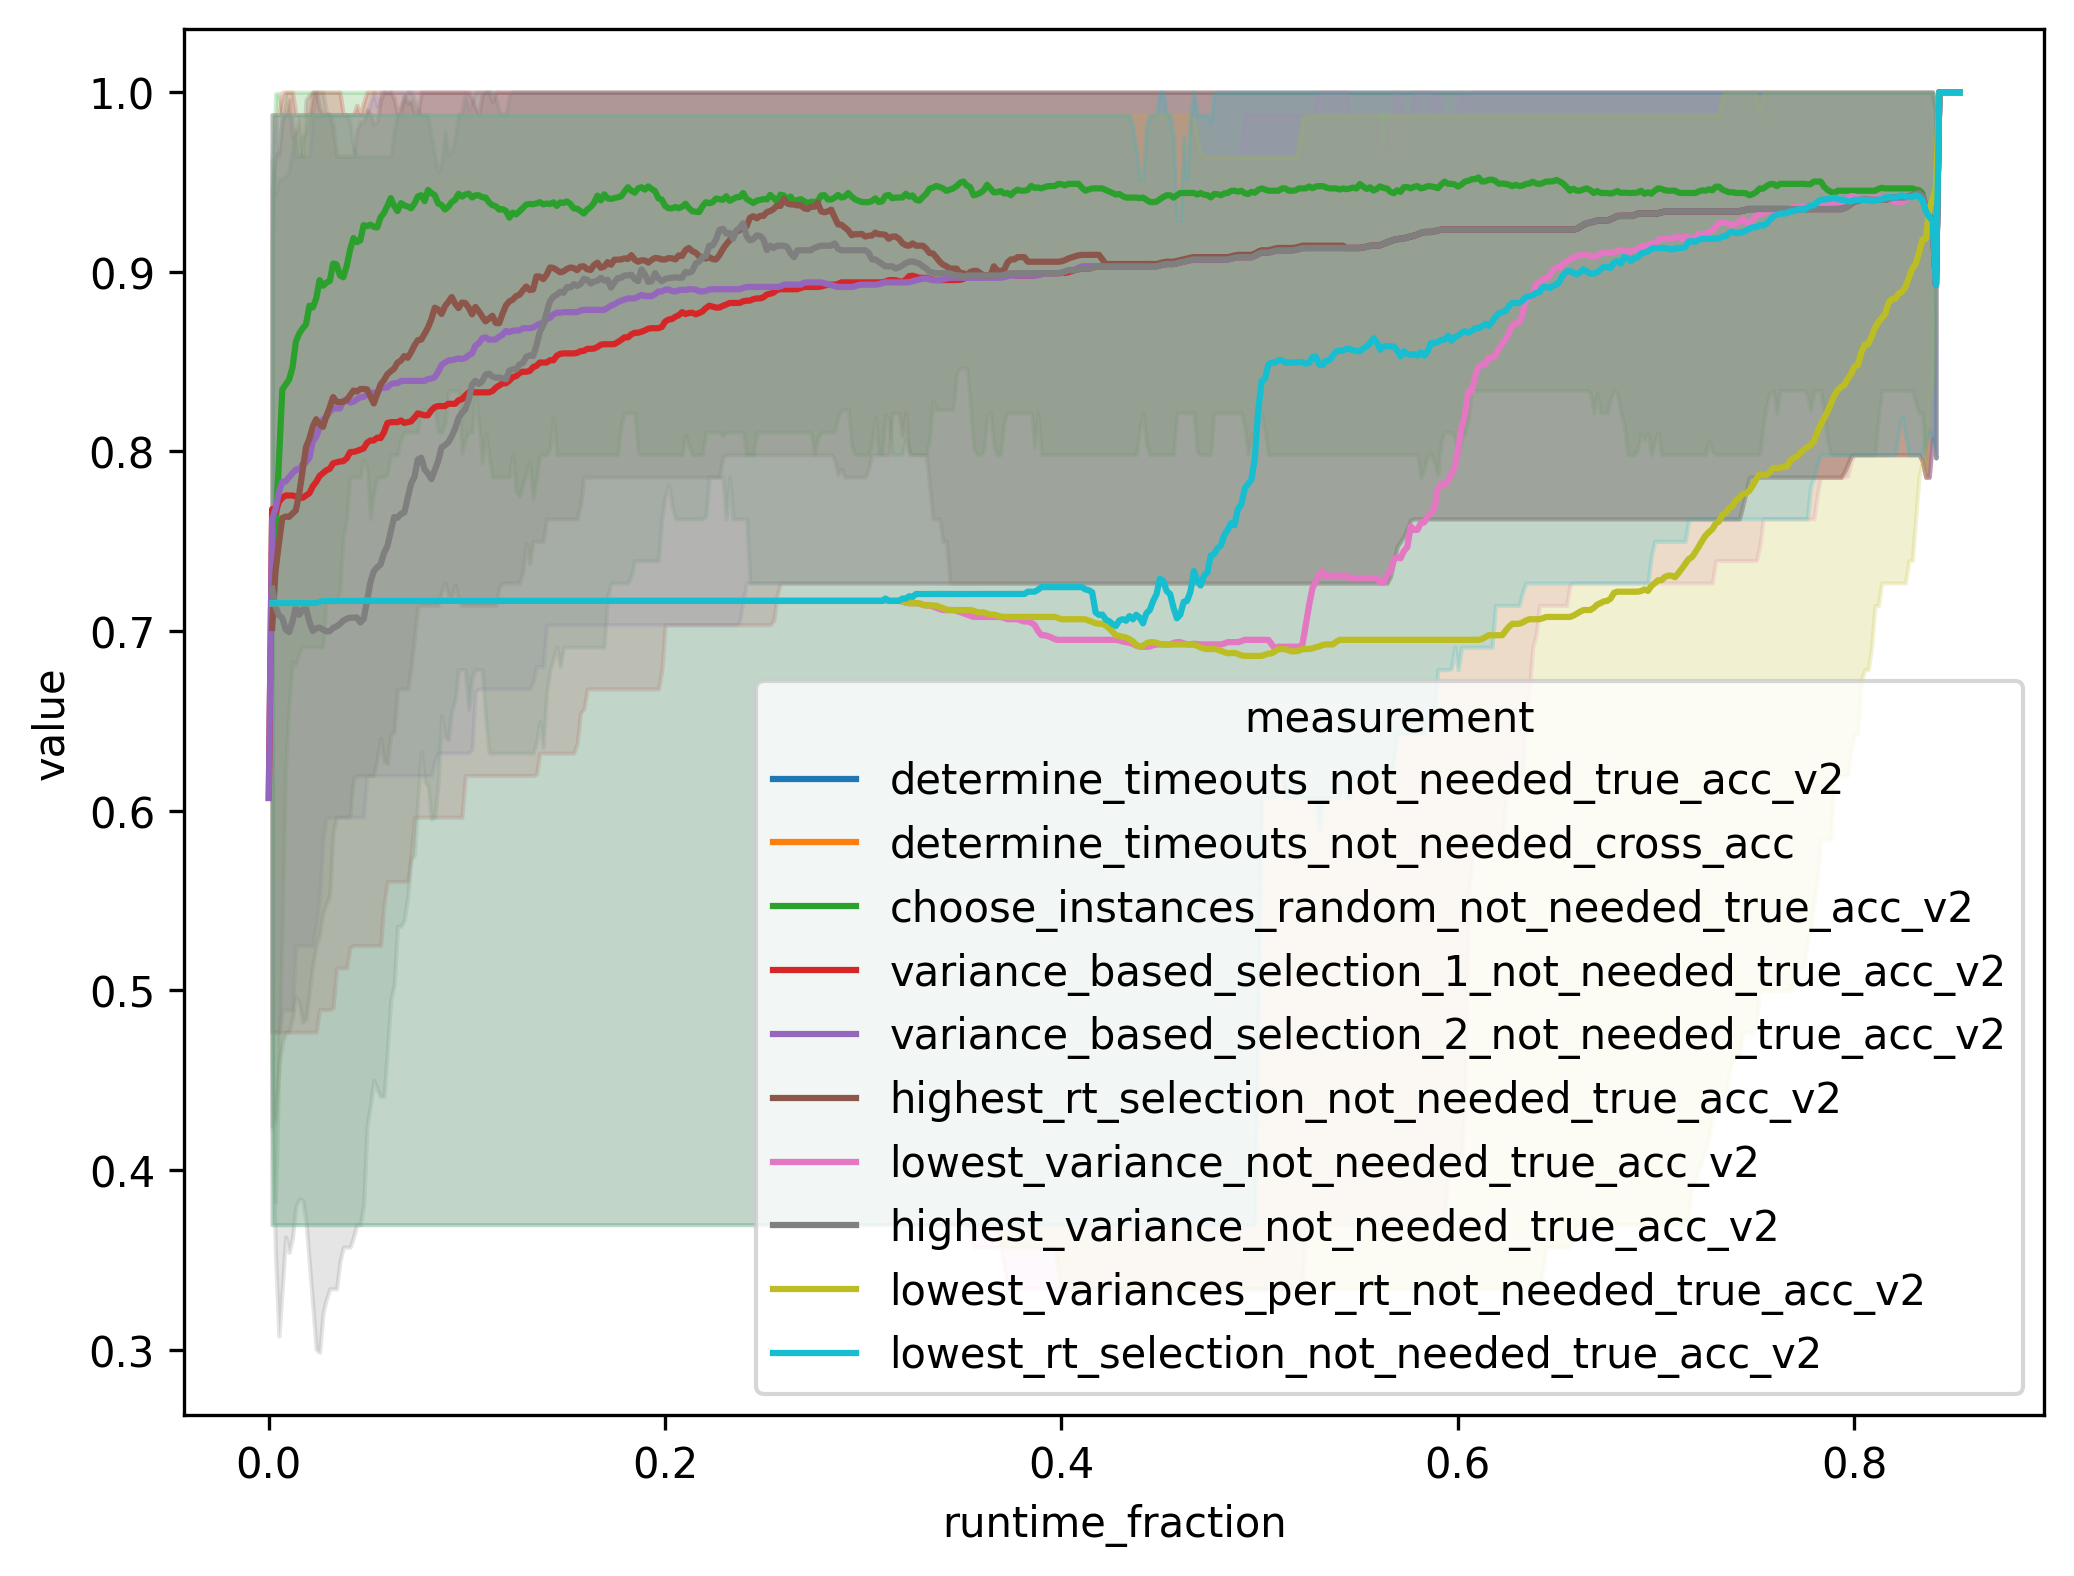 1.0
0.9
0.8
0.7
0.6
0.5
0.4
0.3
value
measurement
determine_timeouts_not_needed_true_acc_v2
determine_timeouts_not_needed_cross_acc
choose_instances_random_not_needed_true_acc_v2
variance_based_selection_1_not_needed_true_acc_v2
variance_based_selection_2_not_needed_true_acc_v2
highest_rt_selection_not_needed_true_acc_v2
lowest_variance_not_needed_true_acc_v2
highest_variance_not_needed_true_acc_v2
lowest_variances_per_rt_not_needed_true_acc_v2
lowest_rt_selection_not_needed_true_acc_v2
0.0 0.2 0.4 0.6 0.8
runtime_fraction